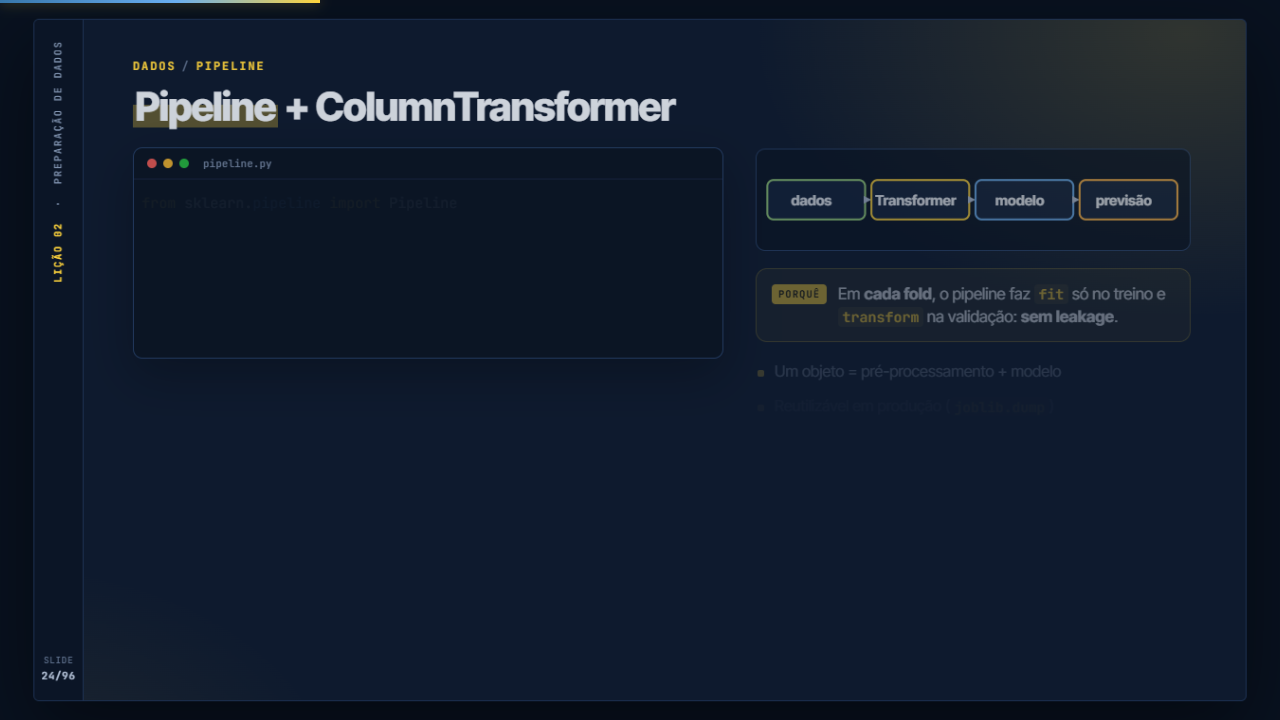 LIÇÃO 02 · PREPARAÇÃO DE DADOS
DADOS / PIPELINE
Pipeline + ColumnTransformer
pipeline.py
from sklearn.pipeline import Pipeline
dados
Transformer
modelo
previsão
PORQUÊ
Em cada fold, o pipeline faz fit só no treino e
transform na validação: sem leakage.
Um objeto = pré-processamento + modelo
SLIDE
24/96